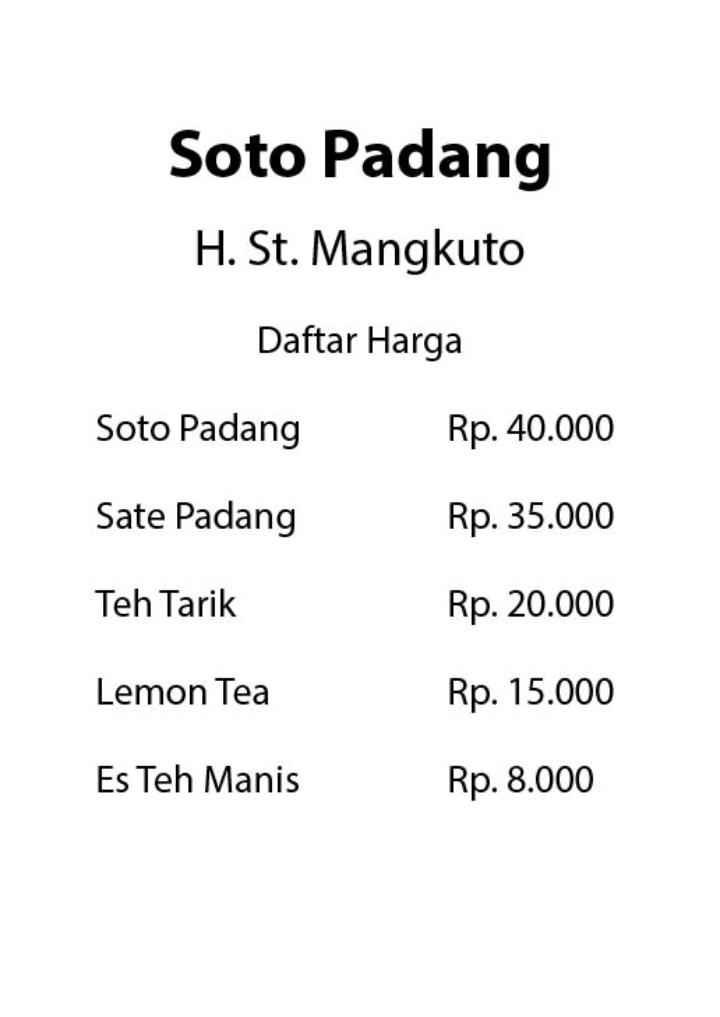 Soto Padang
H. St. Mangkuto
Daftar Harga
Soto Padang Rp. 40.000
Sate Padang Rp. 35.000
Teh Tarik Rp. 20.000
Lemon Tea Rp. 15.000
Es Teh Manis Rp. 8.000